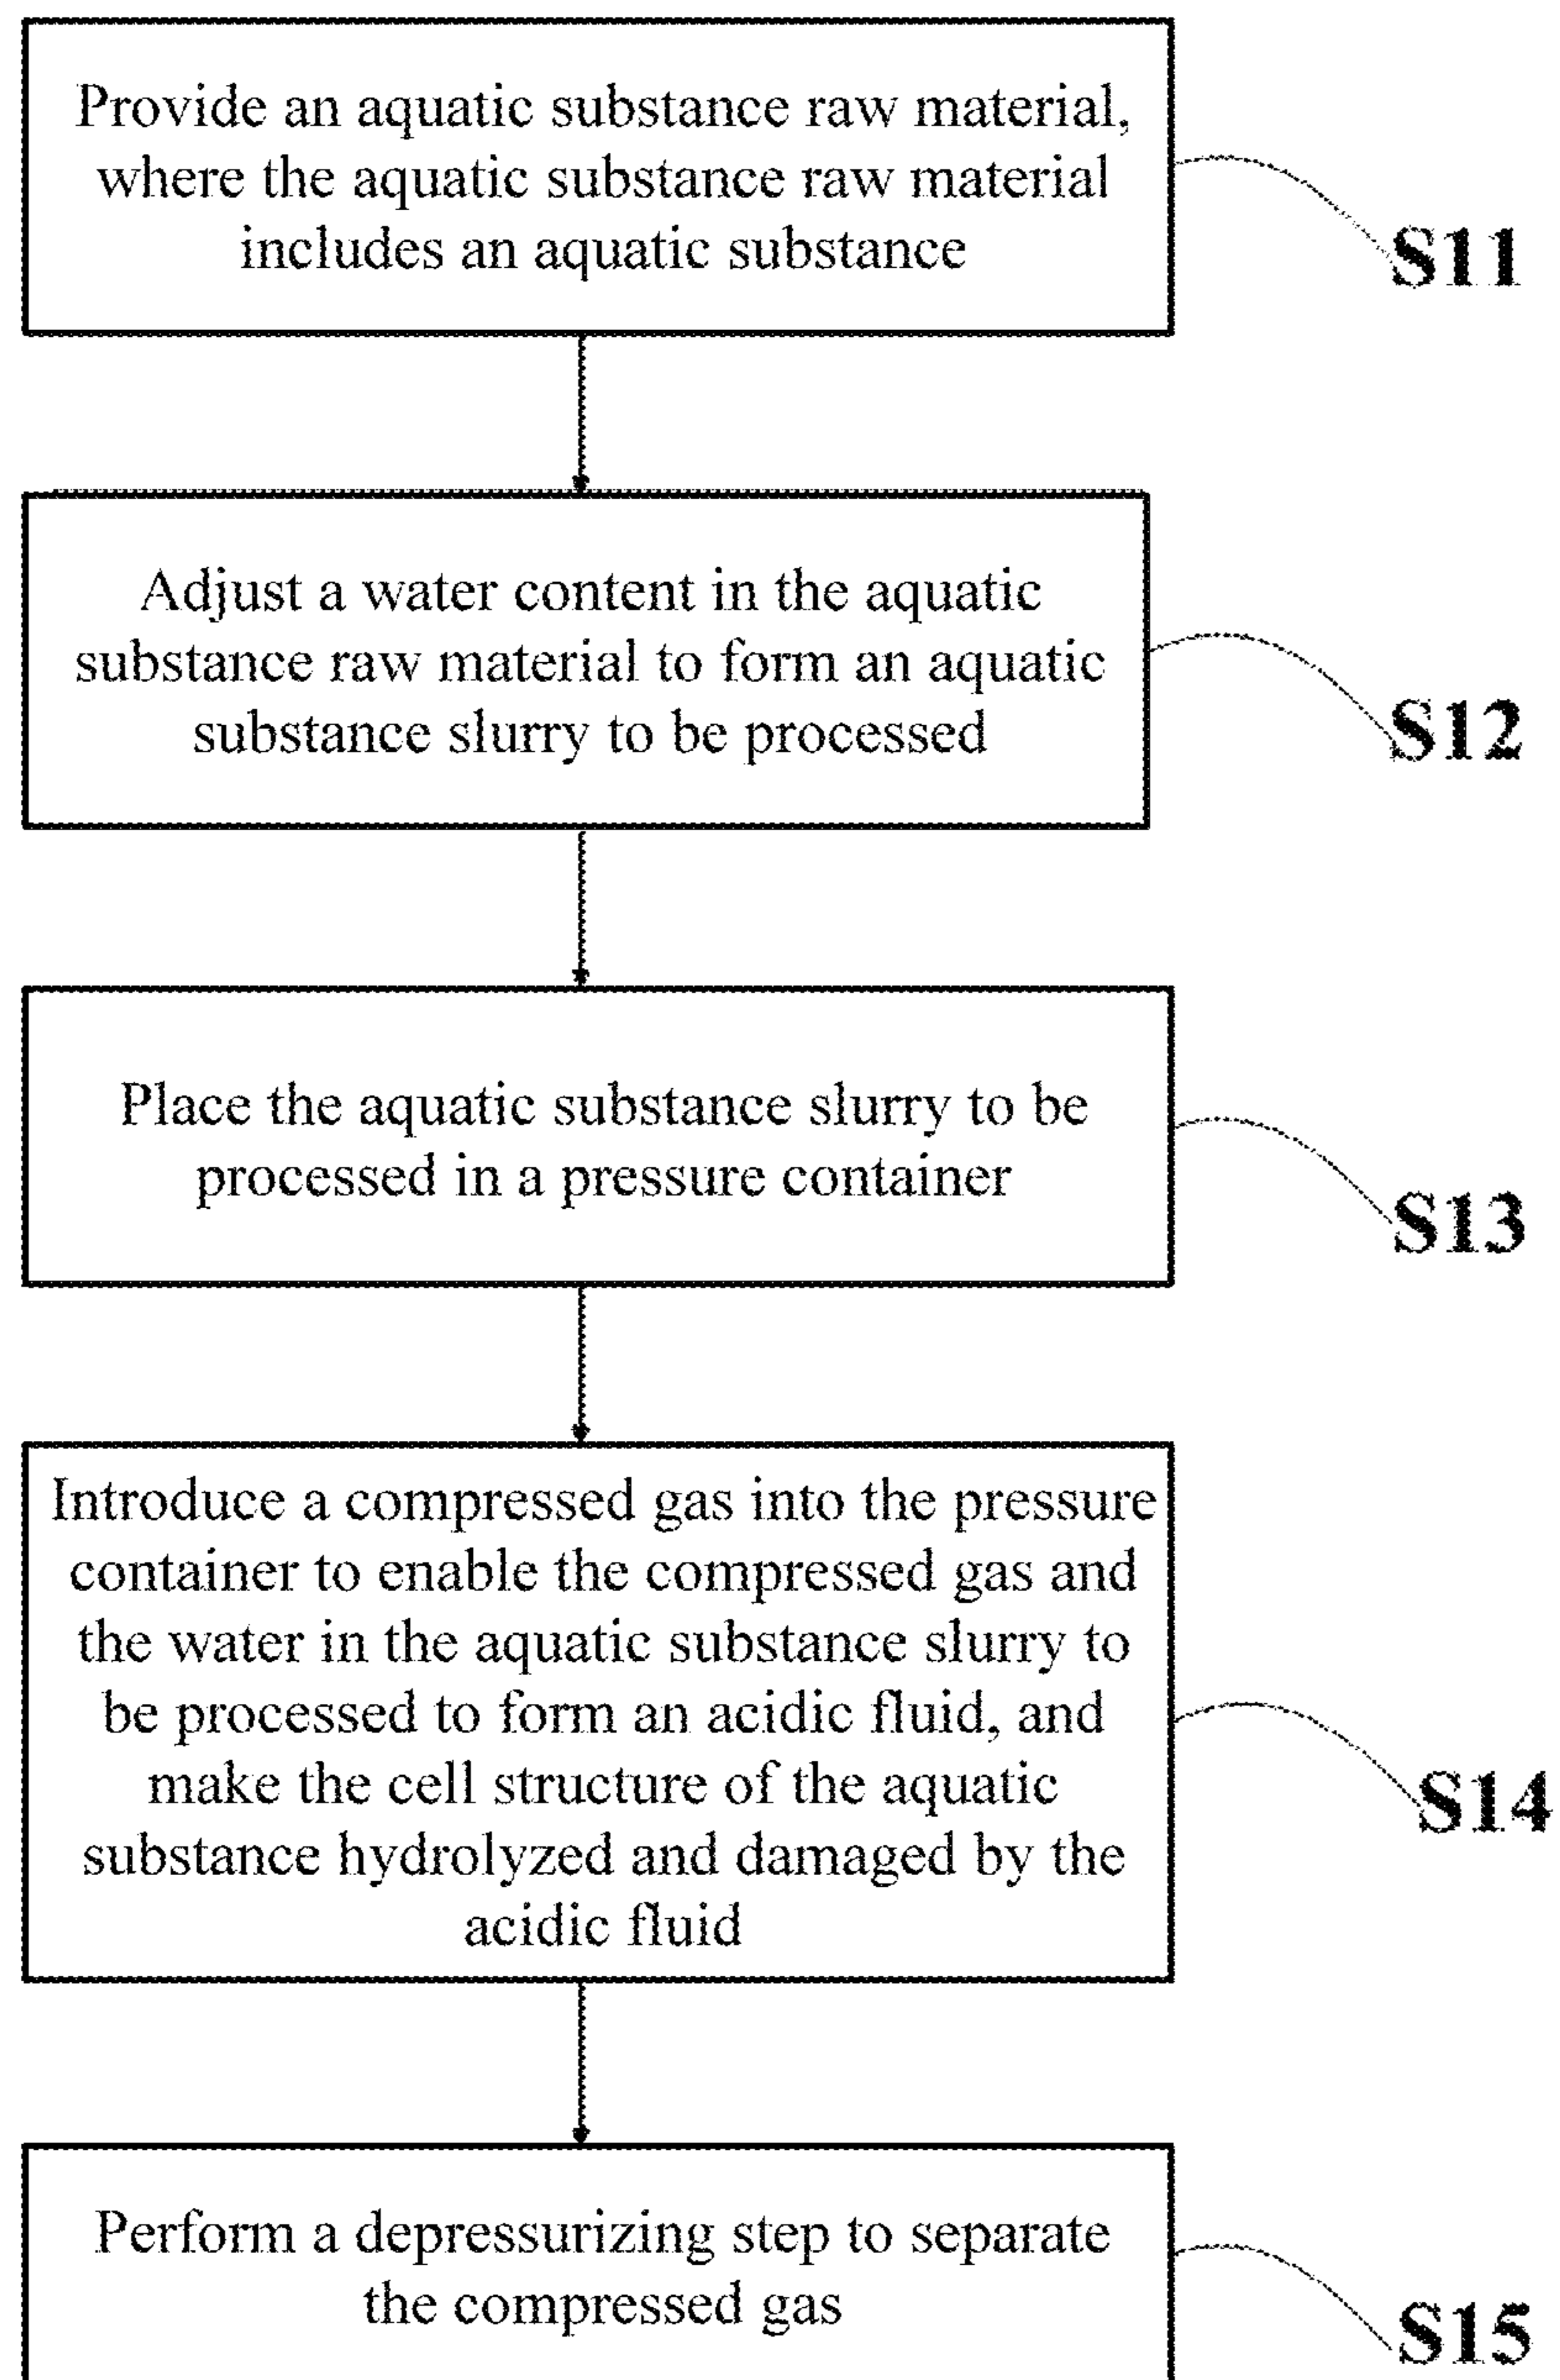 Provide an aquatic substance raw material,
where the aquatic substance raw material
includes an aquatic substance
S11
Adjust a water content in the aquatic
substance raw material to form an aquatic
substance slurry to be processed
S12
Place the aquatic substance slurry to be
processed in a pressure container
S13
Introduce a compressed gas into the pressure
container to enable the compressed gas and
the water in the aquatic substance slurry to
be processed to form an acidic fluid, and
make the cell structure of the aquatic
substance hydrolyzed and damaged by the
acidic fluid
S14
Perform a depressurizing step to separate
the compressed gas
S15